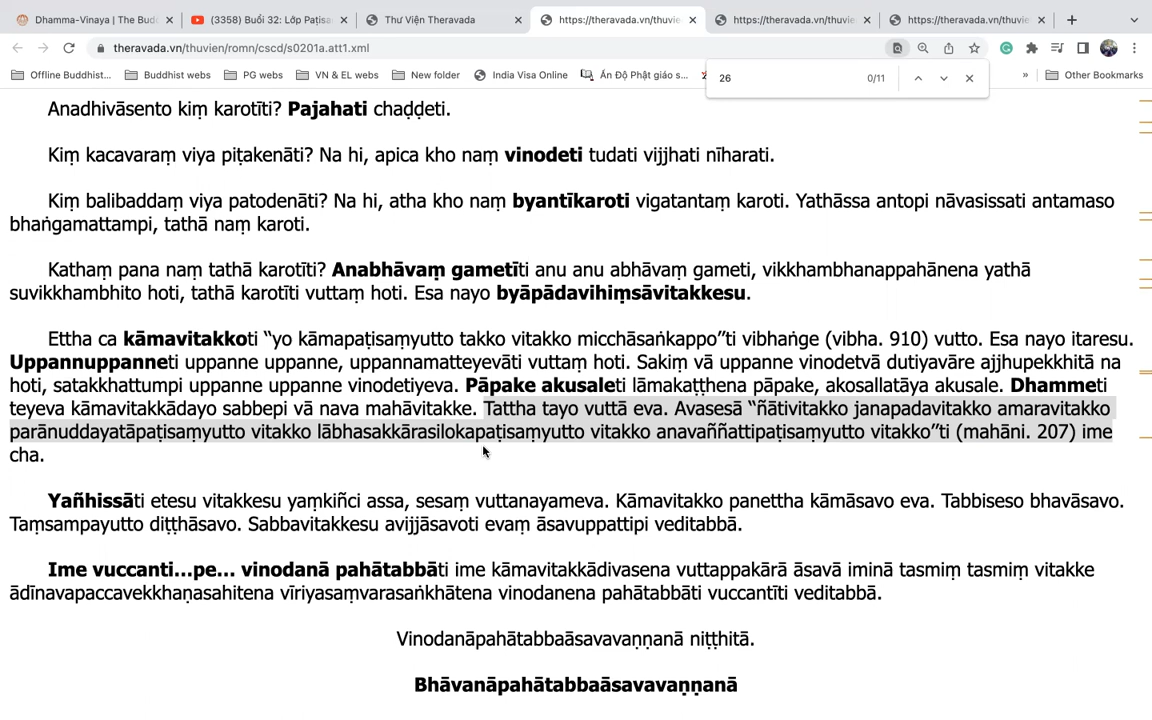 Dhamma-Vinaya | The Bud
(3358) Buổi 32: Lớp Paṭisa
Thư Viện Theravada
https://theravada.vn/thuvie
https://theravada.vn/thuvie
https://theravada.vn/thuvie
theravada.vn/thuvien/romn/cscd/s0201a.att1.xml
Offline Buddhist...
Buddhist webs
PG webs
VN & EL webs
New folder
India Visa Online
Ấn Độ Phật giáo s...
»
Other Bookmarks
26
0/11
Anadhivāsento kiṃ karotīti? Pajahati chaḍḍeti.
Kiṃ kacavaraṃ viya piṭakenāti? Na hi, apica kho naṃ vinodeti tudati vijjhati nīharati.
Kiṃ balibaddaṃ viya patodenāti? Na hi, atha kho naṃ byantīkaroti vigatantaṃ karoti. Yathāssa antopi nāvasissati antamaso
bhaṅgamattampi, tathā naṃ karoti.
Kathaṃ pana naṃ tathā karotīti? Anabhāvaṃ gametīti anu anu abhāvaṃ gameti, vikkhambhanappahānena yathā
suvikkhambhito hoti, tathā karotīti vuttaṃ hoti. Esa nayo byāpādavihiṃsāvitakkesu.
Ettha ca kāmavitakkoti “yo kāmapaṭisaṃyutto takko vitakko micchāsaṅkappo”ti vibhaṅge (vibha. 910) vutto. Esa nayo itaresu.
Uppannuppanneti uppanne uppanne, uppannamatteyevāti vuttaṃ hoti. Sakiṃ vā uppanne vinodetvā dutiyavāre ajjhupekkhitā na
hoti, satakkhattumpi uppanne uppanne vinodetiyeva. Pāpake akusaleti lāmakaṭṭhena pāpake, akosallatāya akusale. Dhammeti
teyeva kāmavitakkādayo sabbepi vā nava mahāvitakke. Tattha tayo vuttā eva. Avasesā “ñātivitakko janapadavitakko amaravitakko
parānuddayatāpaṭisaṃyutto vitakko lābhasakkārasilokapaṭisaṃyutto vitakko anavaññattipaṭisaṃyutto vitakko”ti (mahāni. 207) ime
cha.
Yañhissāti etesu vitakkesu yaṃkiñci assa, sesaṃ vuttanayameva. Kāmavitakko panettha kāmāsavo eva. Tabbiseso bhavāsavo.
Taṃsampayutto diṭṭhāsavo. Sabbavitakkesu avijjāsavoti evaṃ āsavuppattipi veditabbā.
Ime vuccanti...pe... vinodanā pahātabbāti ime kāmavitakkādivasena vuttappakārā āsavā iminā tasmiṃ tasmiṃ vitakke
ādīnavapaccavekkhaṇasahitena vīriyasaṃvarasaṅkhātena vinodanena pahātabbāti vuccantīti veditabbā.
Vinodanāpahātabbaāsavavaṇṇanā niṭṭhitā.
Bhāvanāpahātabbaāsavavaṇṇanā